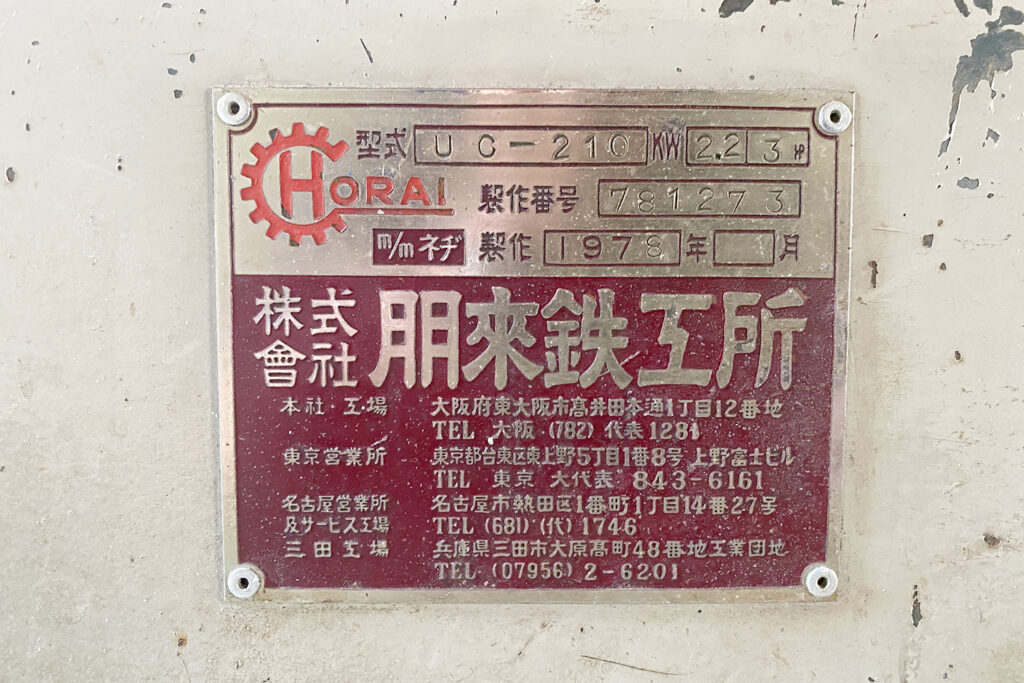 HORAI
型式 UC-210 KW 2.2 3 HP
製作番号 781273
m/mネヂ 製作 1978年 月
株式會社 朋來鉄工所
本社・工場 大阪府東大阪市高井田本通1丁目12番地
TEL 大阪 (782) 代表 1281
東京営業所 東京都台東区東上野5丁目1番8号 上野富士ビル
TEL 東京 大代表 843-6161
名古屋営業所 名古屋市熱田区1番町1丁目14番27号
及サービス工場 TEL (681) (代) 1746
三田工場 兵庫県三田市大原髙町48番地工業団地
TEL (07956) 2-6201